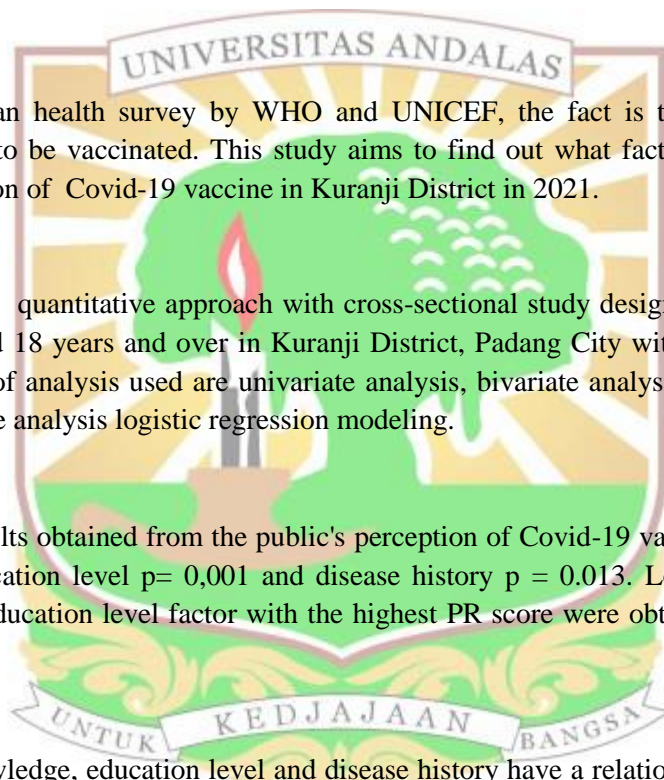 UNIVERSITAS ANDALAS
an health survey by WHO and UNICEF, the fact is t
to be vaccinated. This study aims to find out what fact
on of Covid-19 vaccine in Kuranji District in 2021.
quantitative approach with cross-sectional study desig
d 18 years and over in Kuranji District, Padang City wit
of analysis used are univariate analysis, bivariate analys
e analysis logistic regression modeling.
lts obtained from the public's perception of Covid-19 va
cation level p= 0,001 and disease history p = 0.013. L
ducation level factor with the highest PR score were obt
UNTUK KEDJAJAAN BANGSA
vledge, education level and disease history have a relatio